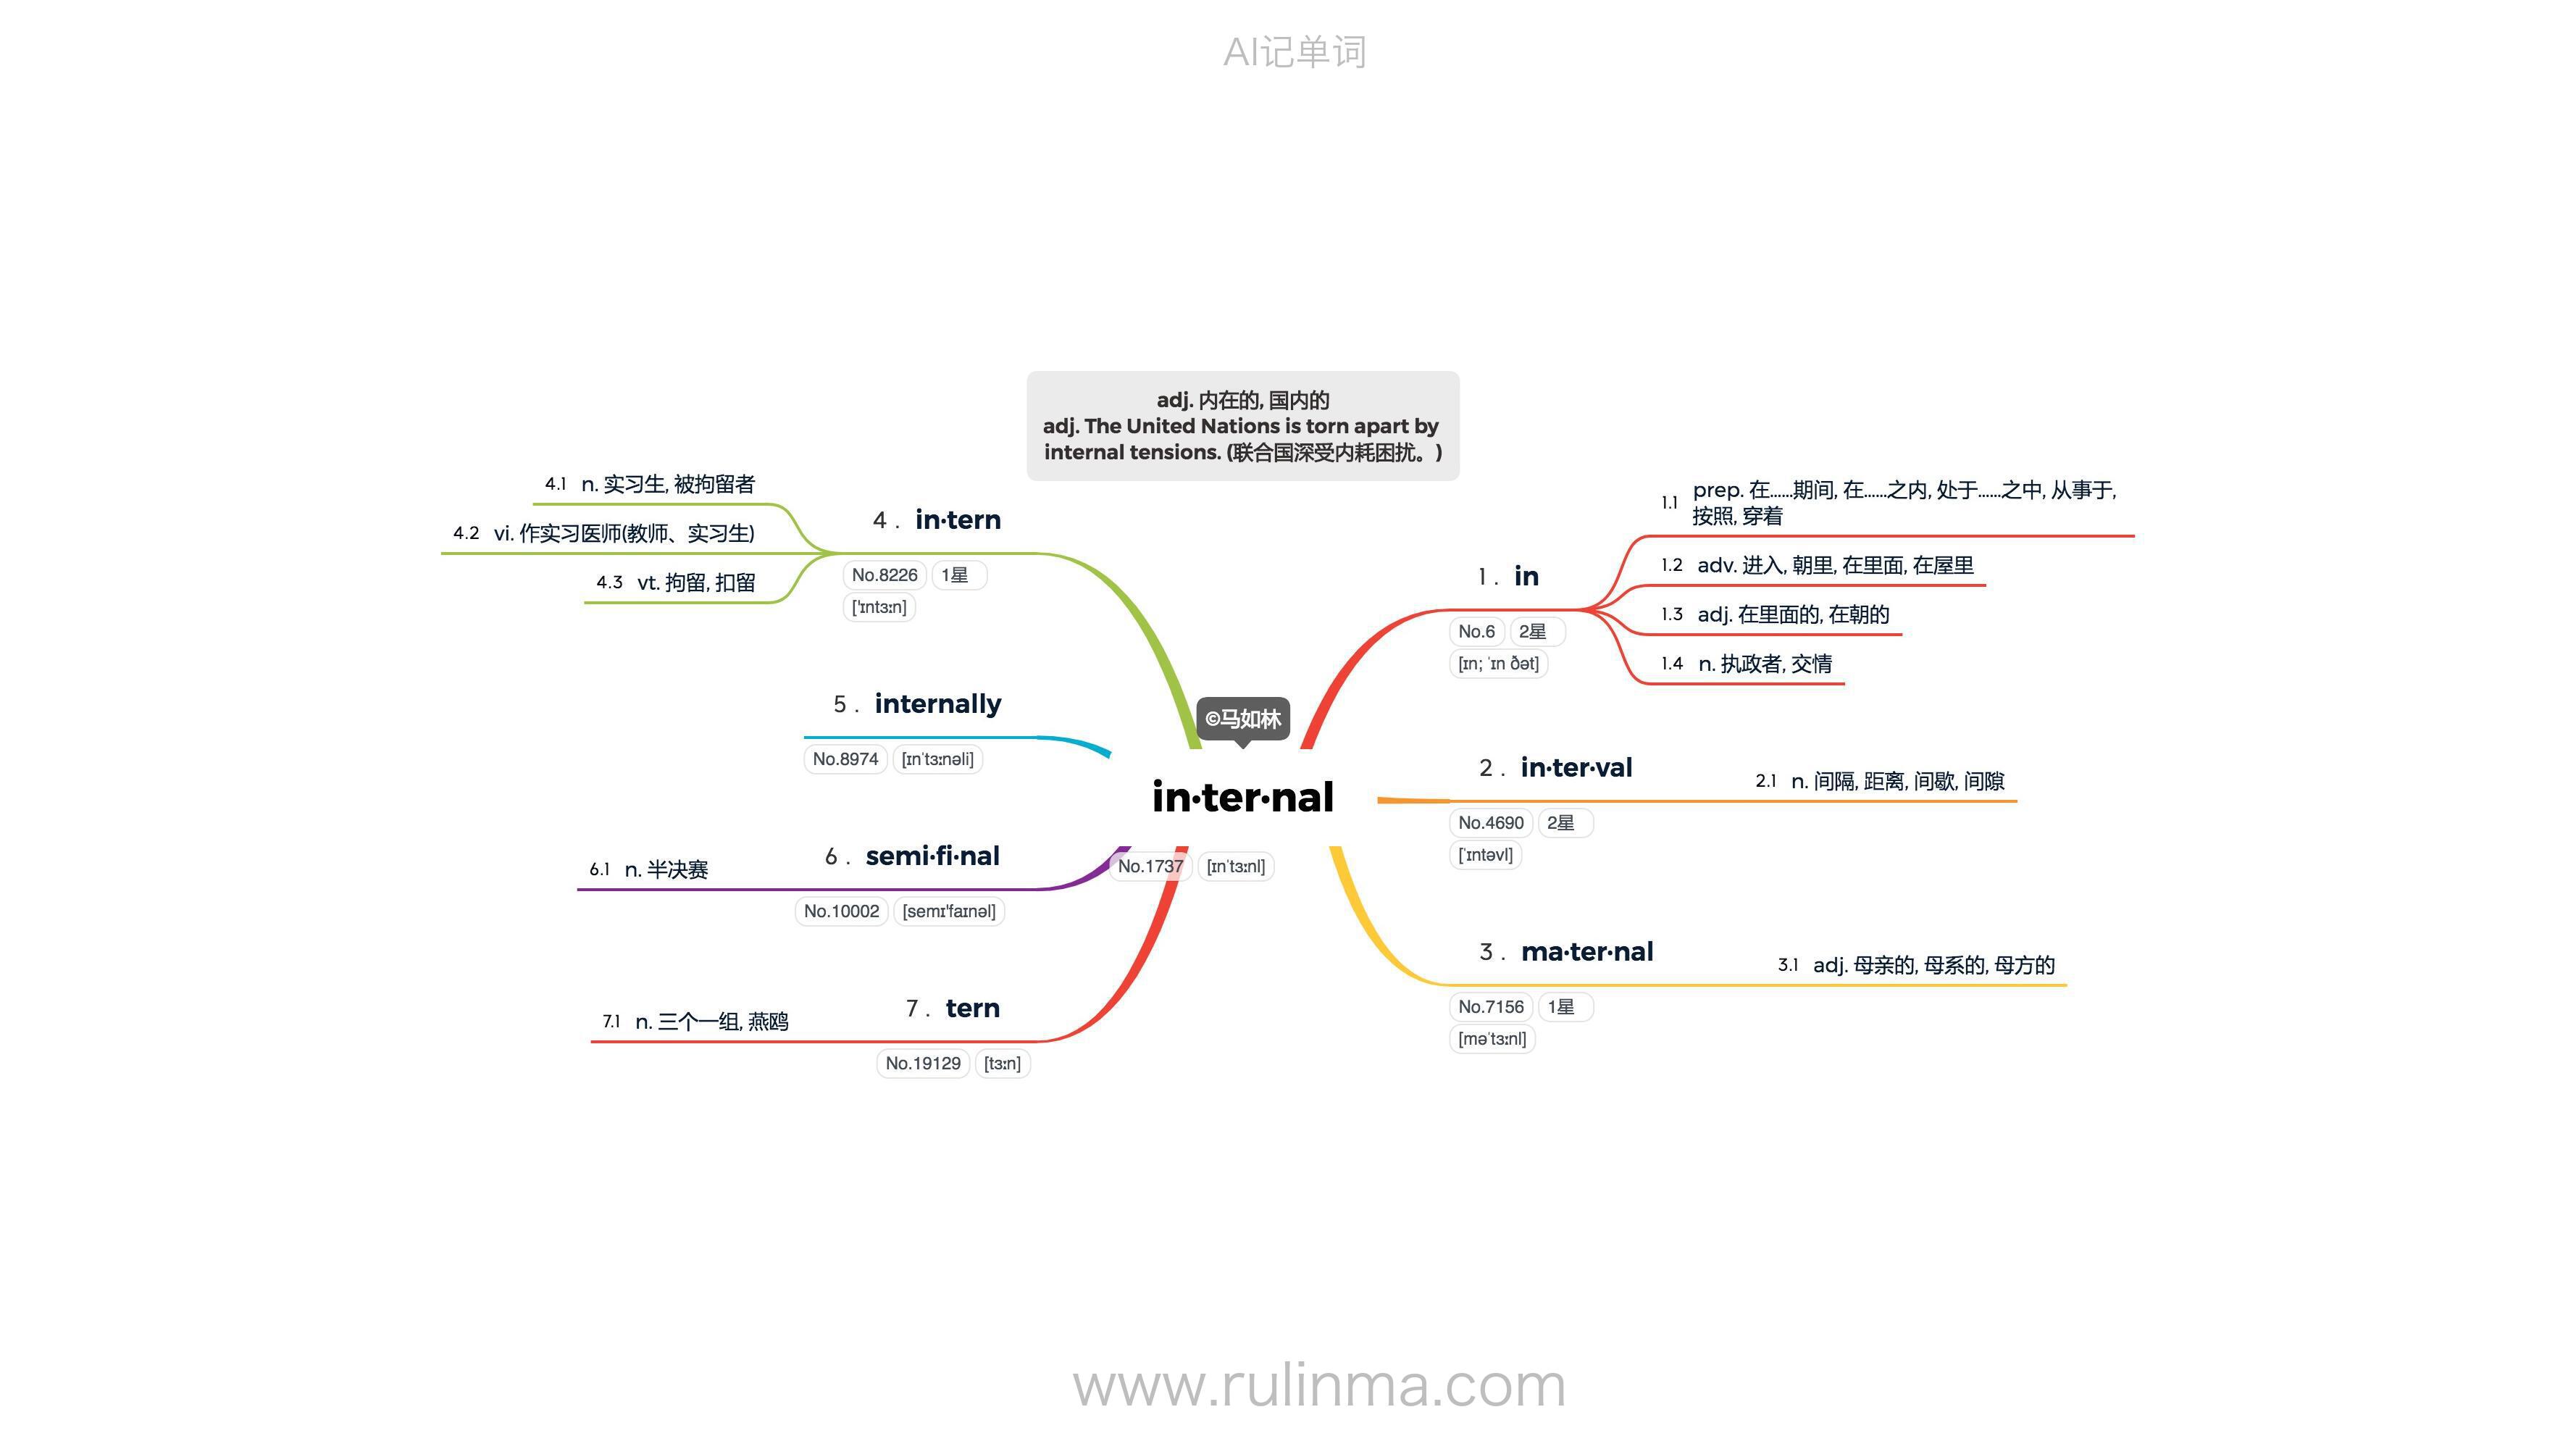 AI记单词
adj. 内在的, 国内的
adj. The United Nations is torn apart by
internal tensions. (联合国深受内耗困扰。)
©马如林
in·ter·nal
No.1737 [ɪnˈtɜːnl]
1 . in
No.6 2星
[ɪn; ˈɪn ðət]
1.1 prep. 在……期间, 在……之内, 处于……之中, 从事于,
按照, 穿着
1.2 adv. 进入, 朝里, 在里面, 在屋里
1.3 adj. 在里面的, 在朝的
1.4 n. 执政者, 交情
2 . in·ter·val
No.4690 2星
[ˈɪntəvl]
2.1 n. 间隔, 距离, 间歇, 间隙
3 . ma·ter·nal
No.7156 1星
[məˈtɜːnl]
3.1 adj. 母亲的, 母系的, 母方的
4 . in·tern
No.8226 1星
['ɪntɜːn]
4.1 n. 实习生, 被拘留者
4.2 vi. 作实习医师(教师、实习生)
4.3 vt. 拘留, 扣留
5 . internally
No.8974 [ɪnˈtɜːnəli]
6 . semi·fi·nal
No.10002 [semɪ'faɪnəl]
6.1 n. 半决赛
7 . tern
No.19129 [tɜːn]
7.1 n. 三个一组, 燕鸥
www.rulinma.com